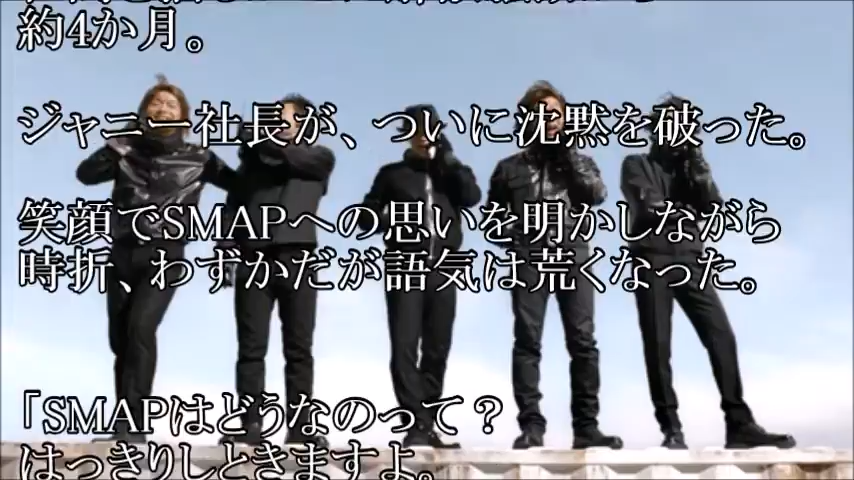 約4か月。
ジャニー社長が、ついに沈黙を破った。
笑顔でSMAPへの思いを明かしながら
時折、わずかだが語気は荒くなった。
「SMAPはどうなのって？
はっきりしときますよ。